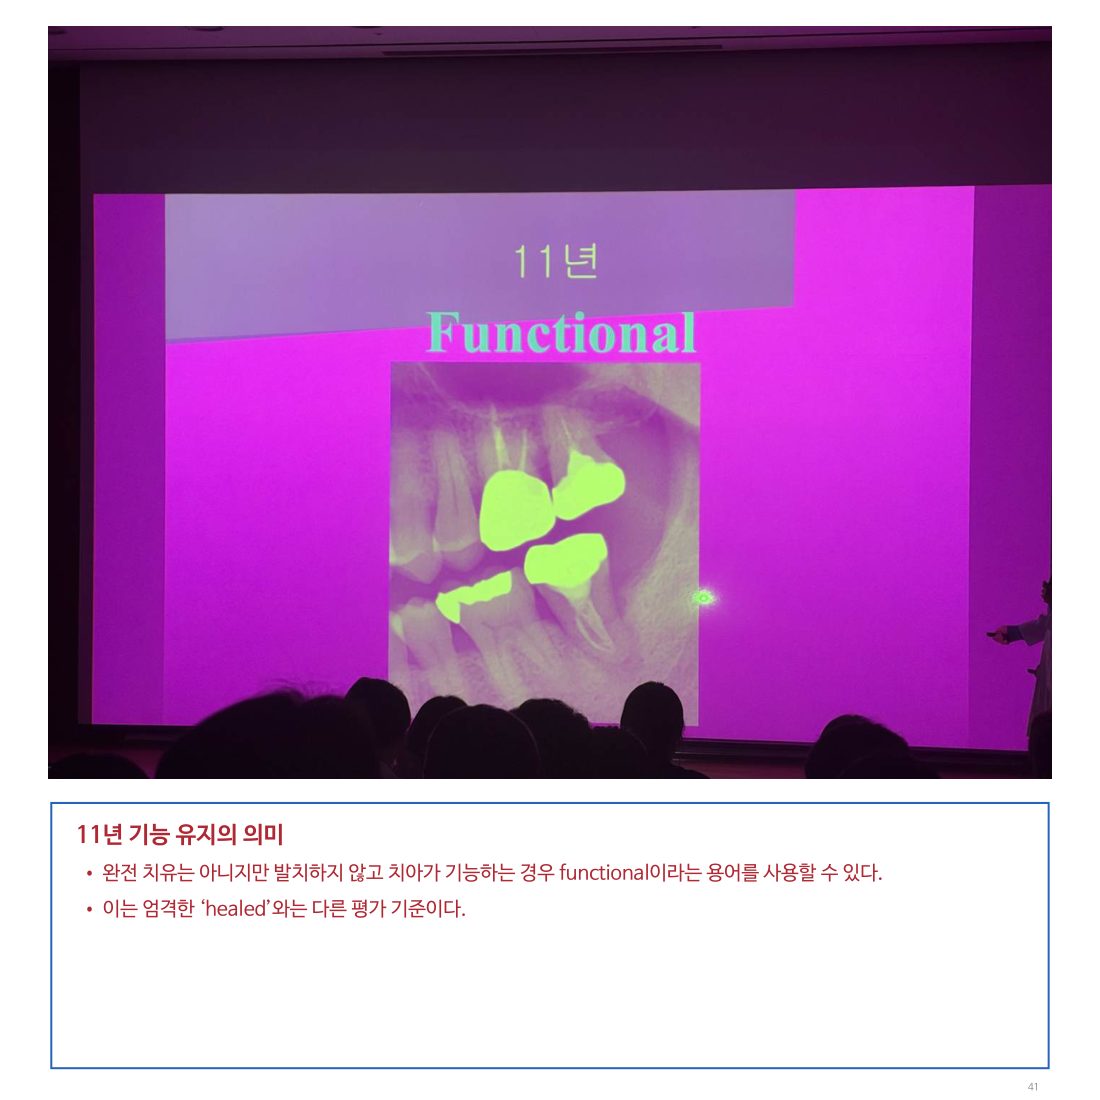 11년
Functional
11년 기능 유지의 의미
• 완전 치유는 아니지만 발치하지 않고 치아가 기능하는 경우 functional이라는 용어를 사용할 수 있다.
• 이는 엄격한 ‘healed’와는 다른 평가 기준이다.
41